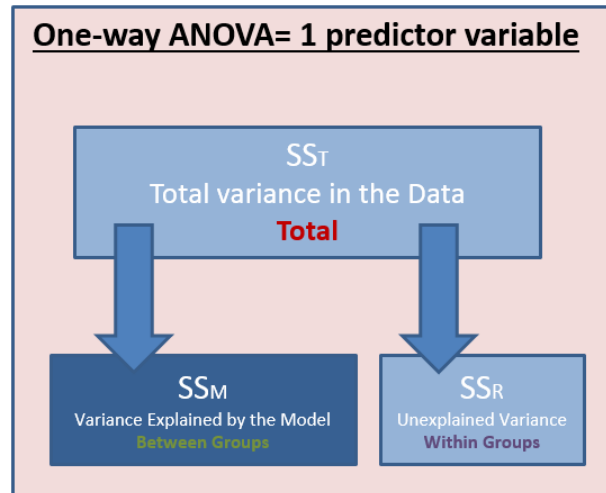 One-way ANOVA= 1 predictor variable
SST
Total variance in the Data
Total
SSM
Variance Explained by the Model
Between Groups
SSR
Unexplained Variance
Within Groups